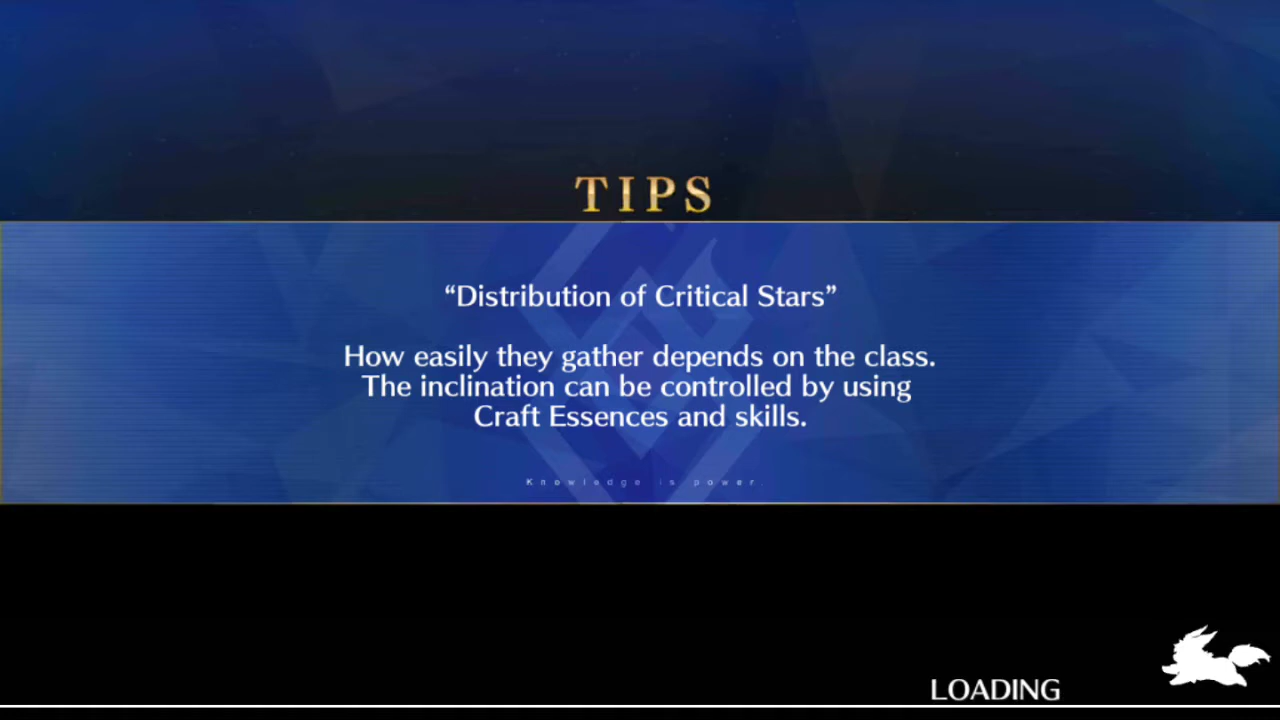 TIPS
“Distribution of Critical Stars”
How easily they gather depends on the class.
The inclination can be controlled by using
Craft Essences and skills.
Knowledge is power.
LOADING